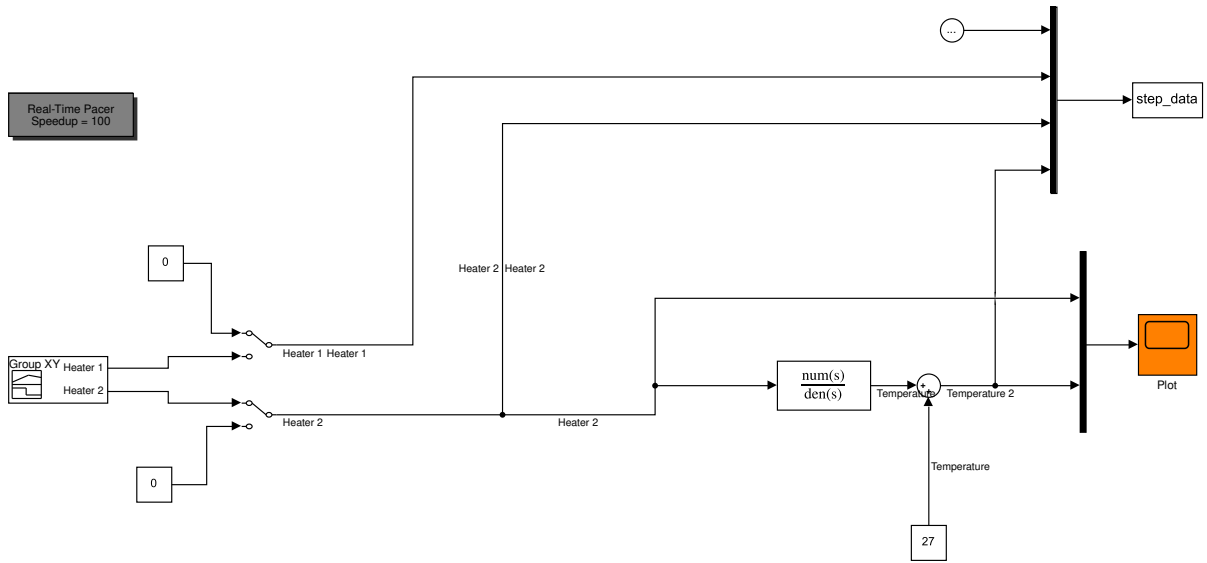 ...
Real-Time Pacer
Speedup = 100
step_data
0
Heater 2 Heater 2
Group XY
Heater 1
Heater 2
Heater 1 Heater 1
Heater 2
Heater 2
num(s)
den(s)
Temperature
+
+
Temperature 2
Plot
0
Temperature
27